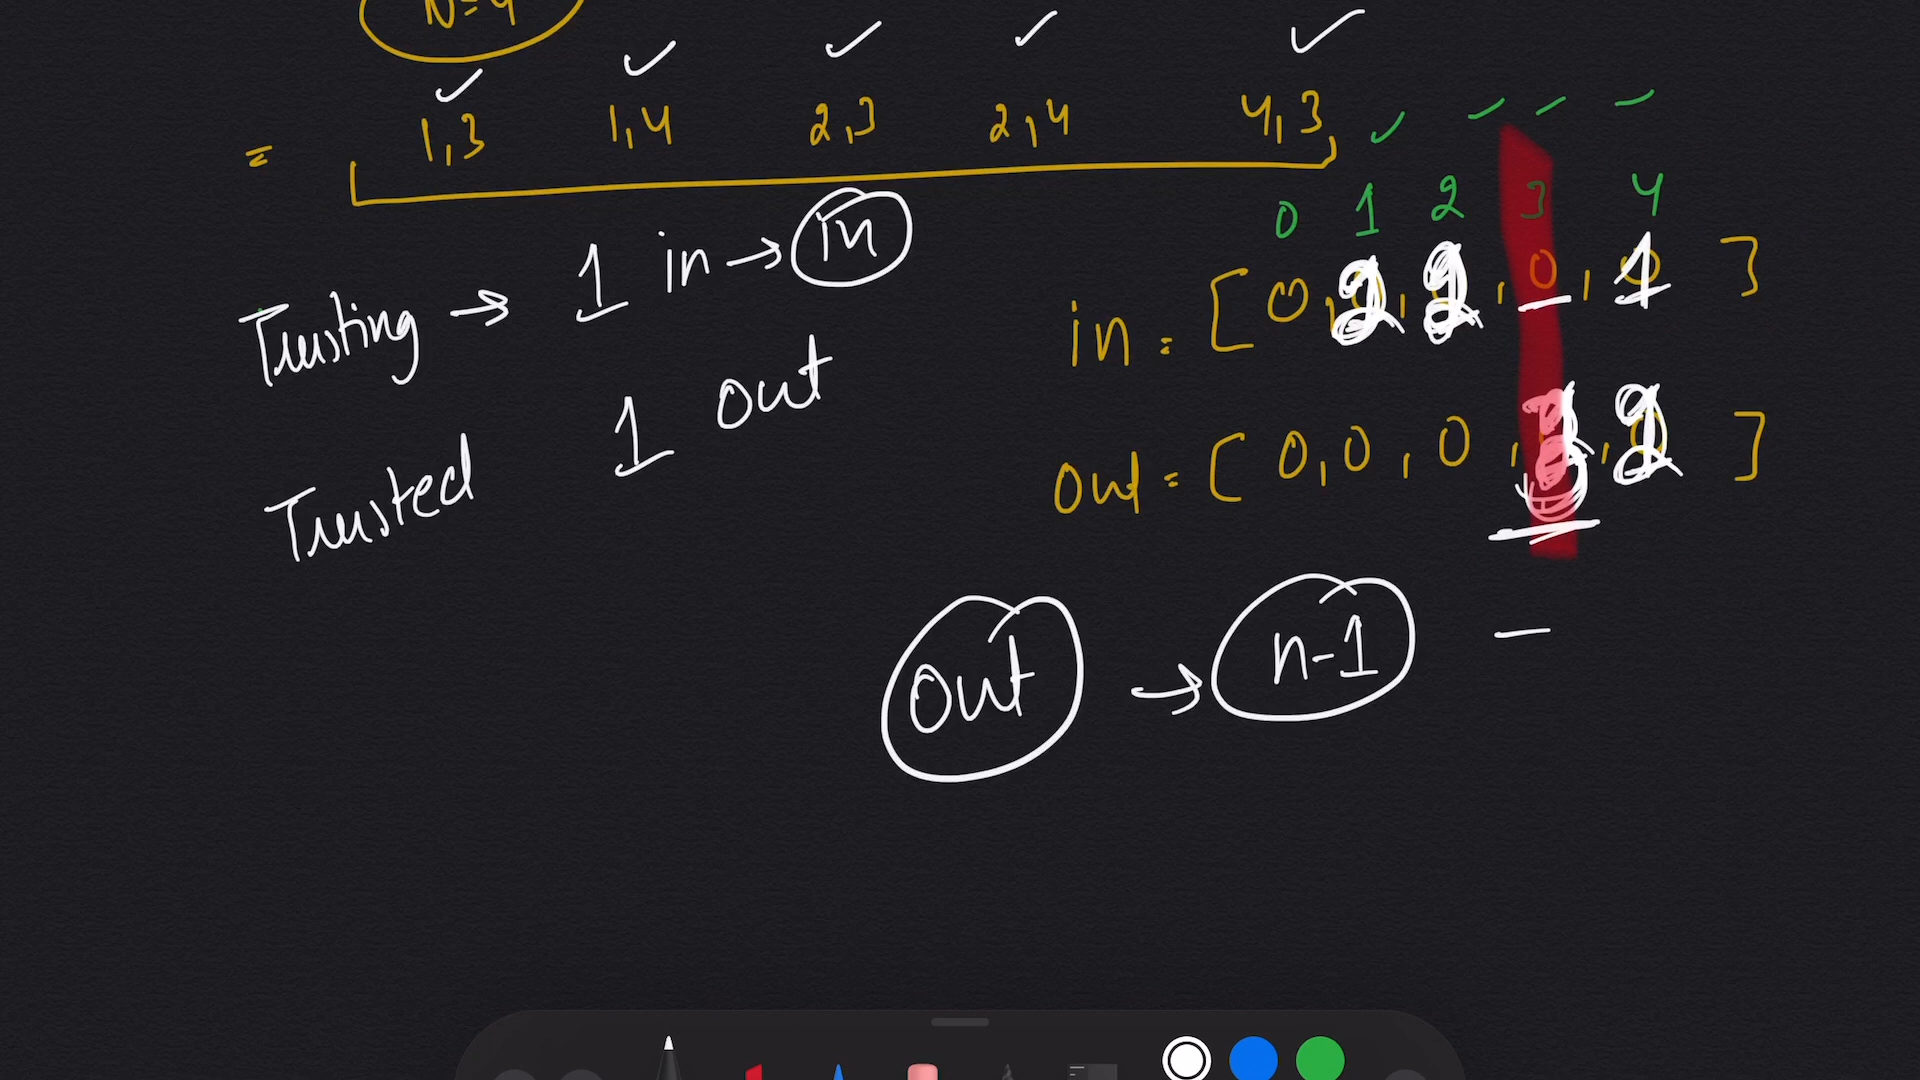 N=4
= 1,3 1,4 2,3 2,4 4,3
0 1 2 3 4
Trusting → 1 in → in
in = [ 0, 2, 2, 0, 1 ]
Trusted 1 out
out = [ 0, 0, 0, 3, 2 ]
out → n-1 —